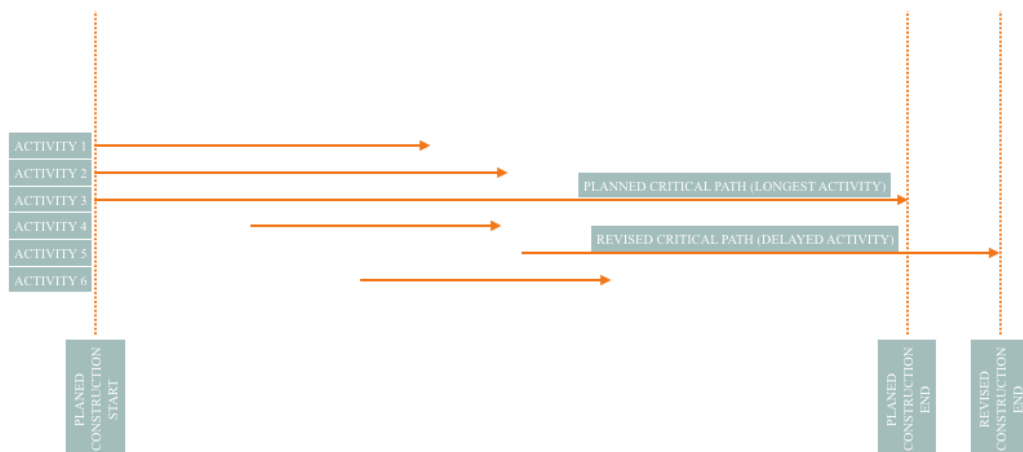 ACTIVITY 1
ACTIVITY 2
PLANNED CRITICAL PATH (LONGEST ACTIVITY)
ACTIVITY 3
ACTIVITY 4
REVISED CRITICAL PATH (DELAYED ACTIVITY)
ACTIVITY 5
ACTIVITY 6
PLANED
CONSTRUCTION
START
PLANED
CONSTRUCTION
END
REVISED
CONSTRUCTION
END